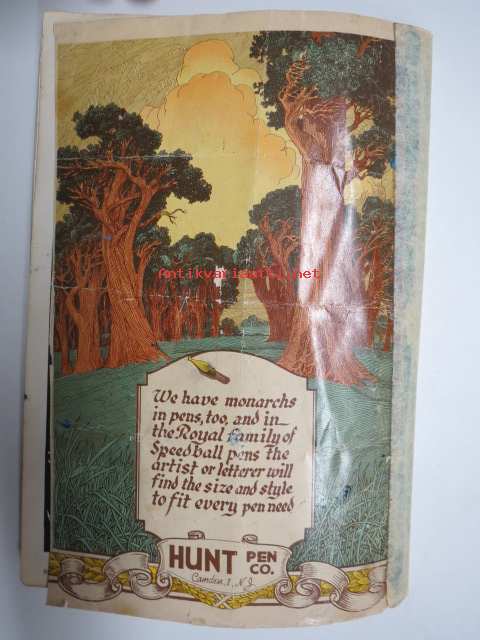 Antikvariaatti.net
We have monarchs
in pens, too, and in
the Royal family of
Speedball pens the
artist or letterer will
find the size and style
to fit every pen need
HUNT PEN CO.
Camden, 1, N.J.